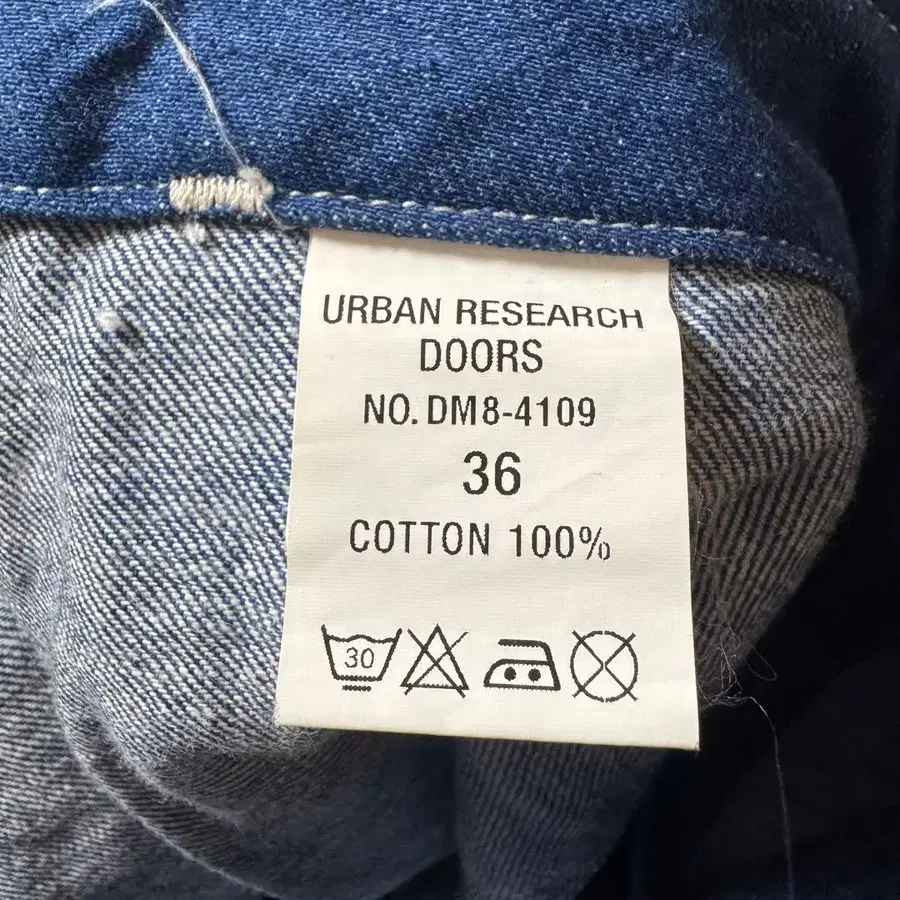 URBAN RESEARCH
DOORS
NO. DM8-4109
36
COTTON 100%
30